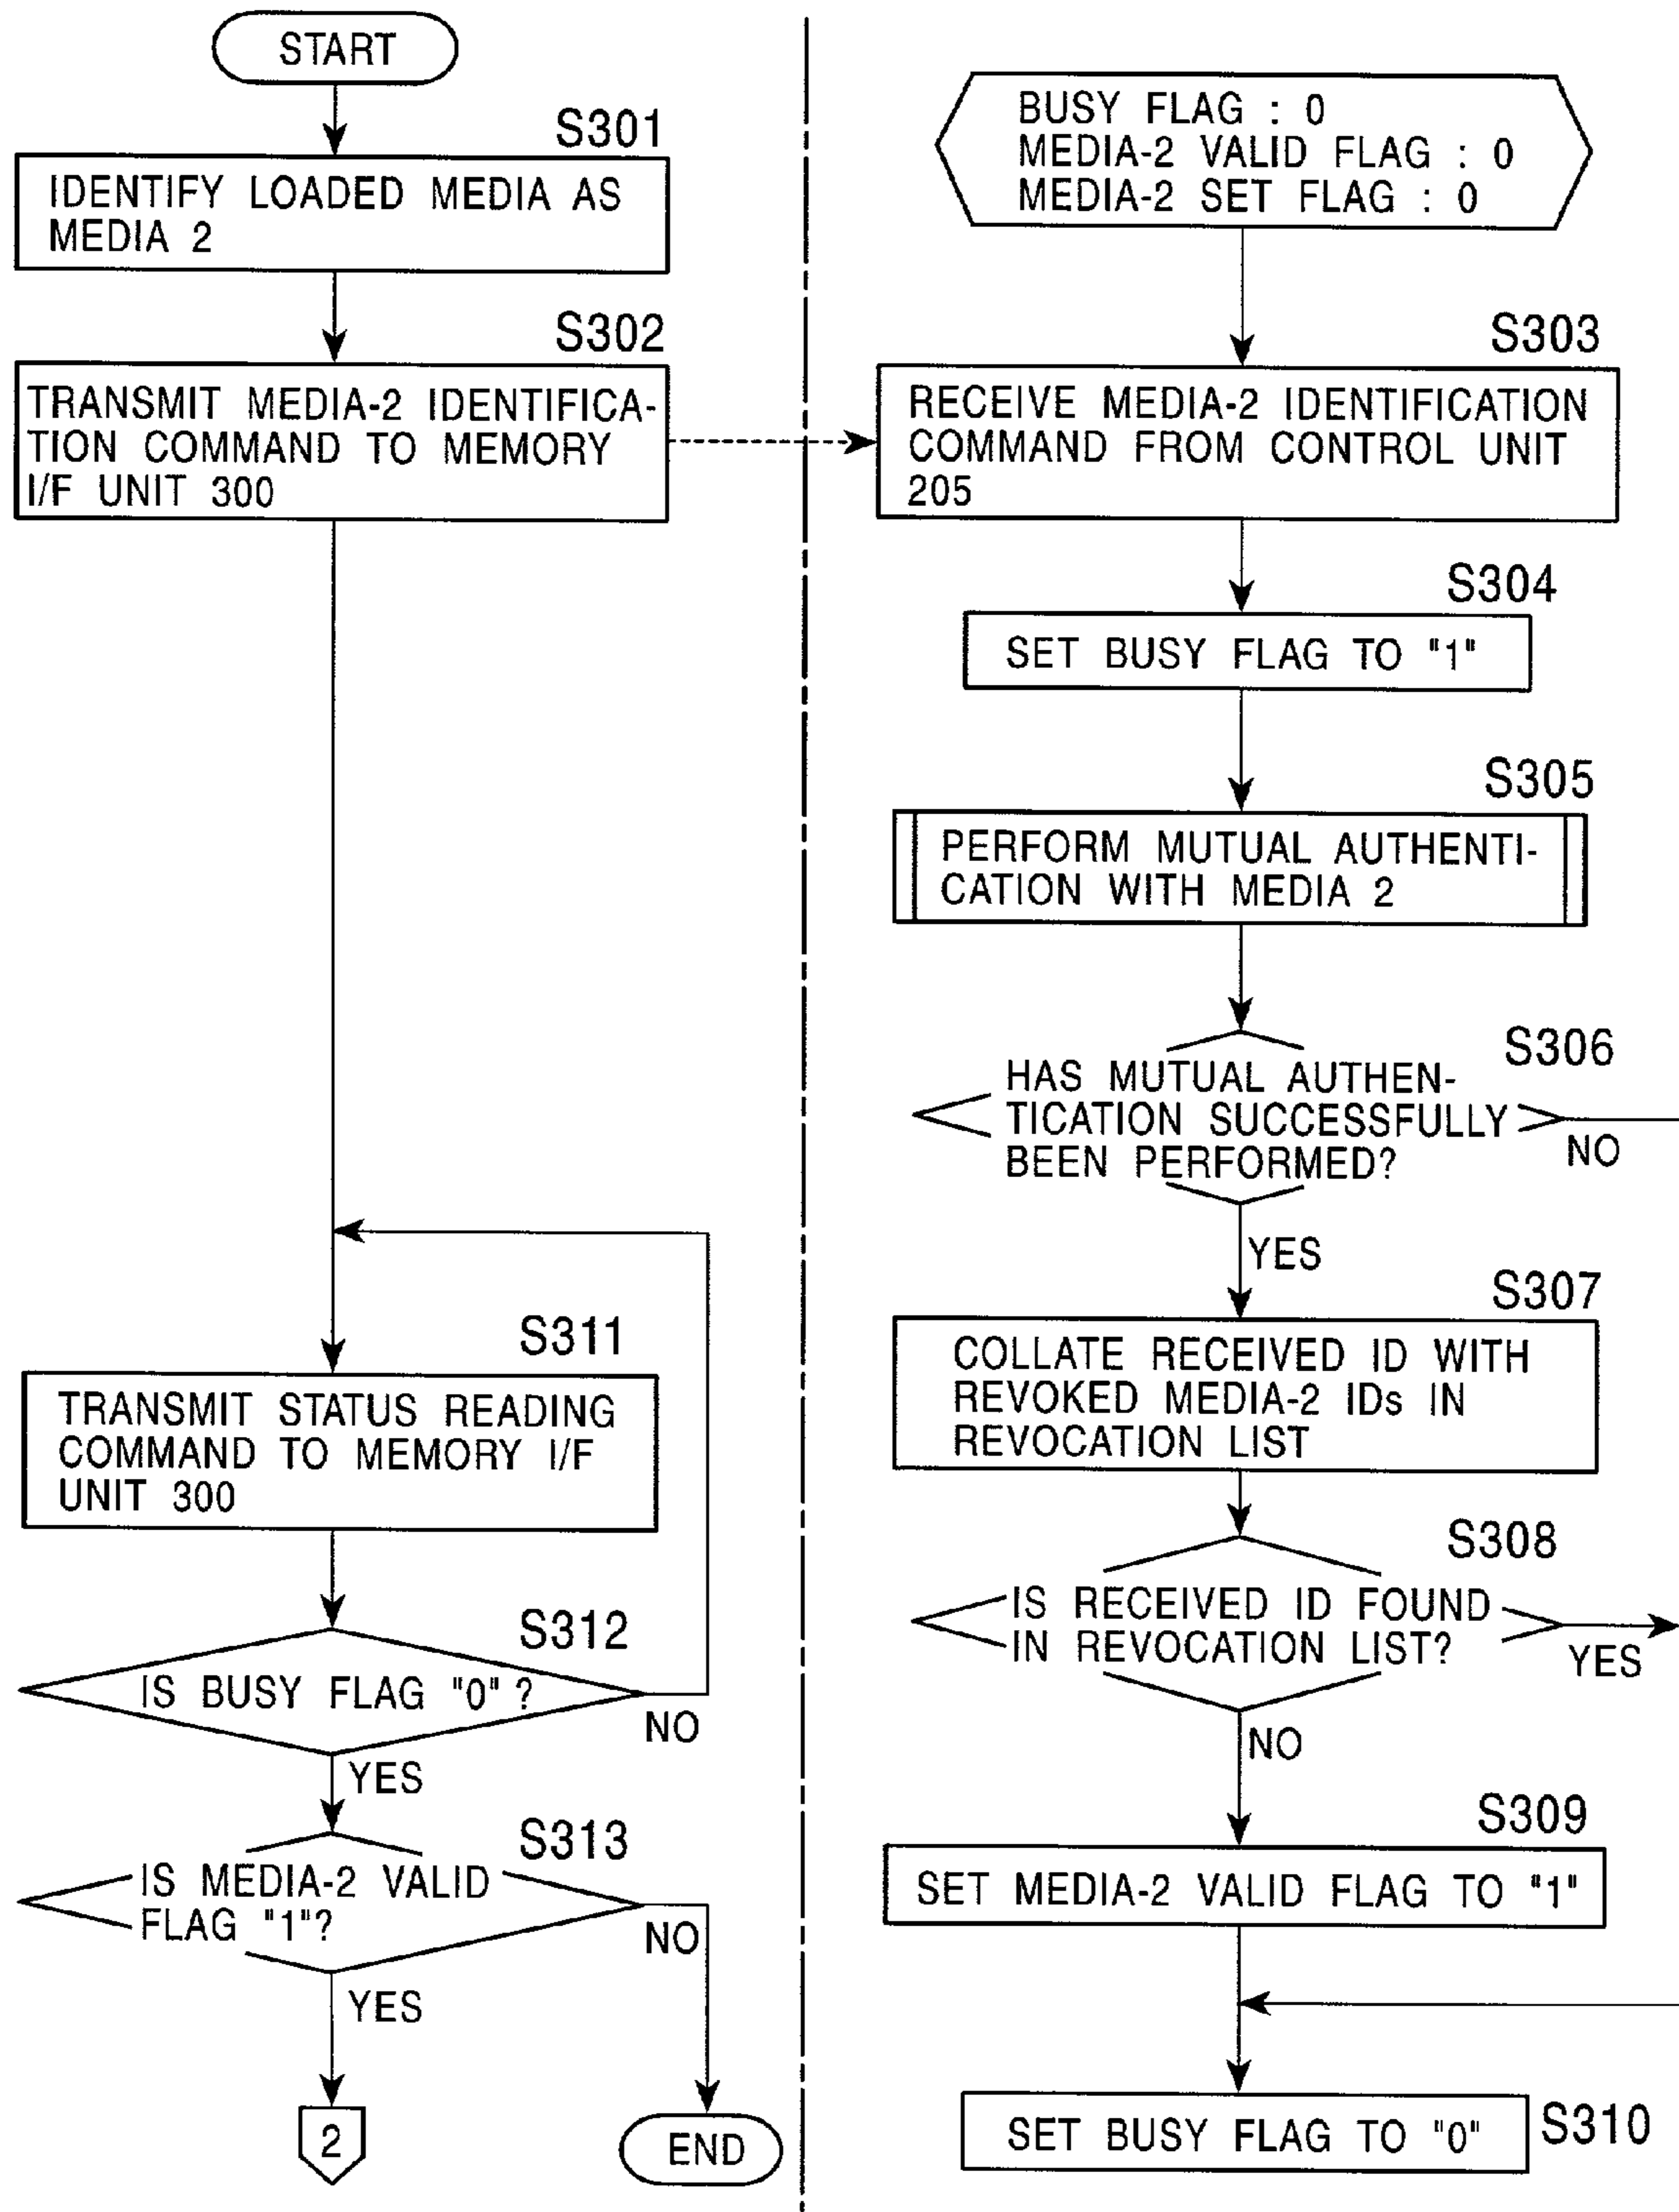 START
S301
IDENTIFY LOADED MEDIA AS
MEDIA 2
S302
TRANSMIT MEDIA-2 IDENTIFICA-
TION COMMAND TO MEMORY
I/F UNIT 300
S311
TRANSMIT STATUS READING
COMMAND TO MEMORY I/F
UNIT 300
S312
IS BUSY FLAG "0" ?
NO
YES
S313
IS MEDIA-2 VALID
FLAG "1"?
NO
YES
2
END
BUSY FLAG : 0
MEDIA-2 VALID FLAG : 0
MEDIA-2 SET FLAG : 0
S303
RECEIVE MEDIA-2 IDENTIFICATION
COMMAND FROM CONTROL UNIT
205
S304
SET BUSY FLAG TO "1"
S305
PERFORM MUTUAL AUTHENTI-
CATION WITH MEDIA 2
S306
HAS MUTUAL AUTHEN-
TICATION SUCCESSFULLY
BEEN PERFORMED?
NO
YES
S307
COLLATE RECEIVED ID WITH
REVOKED MEDIA-2 IDs IN
REVOCATION LIST
S308
IS RECEIVED ID FOUND
IN REVOCATION LIST?
YES
NO
S309
SET MEDIA-2 VALID FLAG TO "1"
SET BUSY FLAG TO "0"
S310